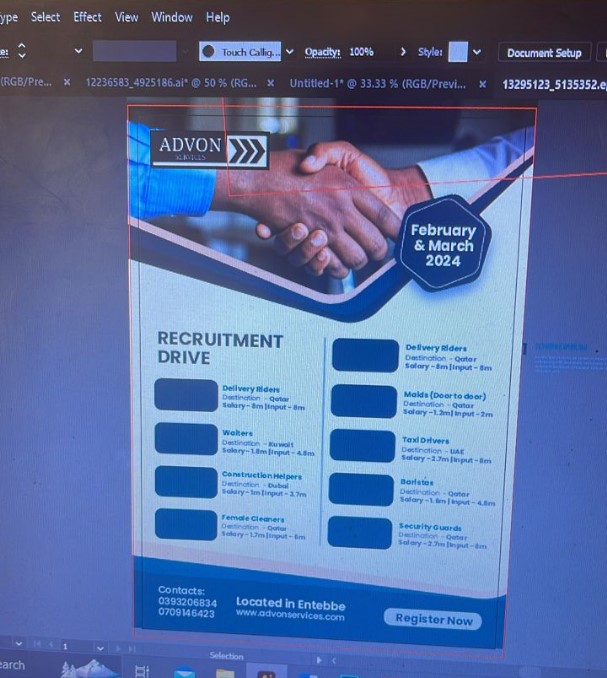 ype Select Effect View Window Help
Touch Callig... Opacity: 100% Style: Document Setup
(RGB/Pre... × 12236583_4925186.ai* @ 50 % (RG... × Untitled-1* @ 33.33 % (RGB/Previ... × 13295123_5135352.e
ADVON
SERVICES
February
& March
2024
RECRUITMENT
DRIVE
Delivery Riders
Destination - Qatar
Salary - 8m | Input - 8m
Waiters
Destination - Kuwait
Salary - 1.8m | Input - 4.8m
Construction Helpers
Destination - Dubai
Salary - 1m | Input - 3.7m
Female Cleaners
Destination - Qatar
Salary - 1.7m | Input - 6m
Delivery Riders
Destination - Qatar
Salary - 8m | Input - 8m
Maids (Door to door)
Destination - Qatar
Salary - 1.2m | Input - 2m
Taxi Drivers
Destination - UAE
Salary - 2.7m | Input - 8m
Baristas
Destination - Qatar
Salary - 1.8m | Input - 4.8m
Security Guards
Destination - Qatar
Salary - 2.7m | Input - 8m
Contacts:
0393206834
0709146423
Located in Entebbe
www.advonservices.com
Register Now
1
Selection
earch